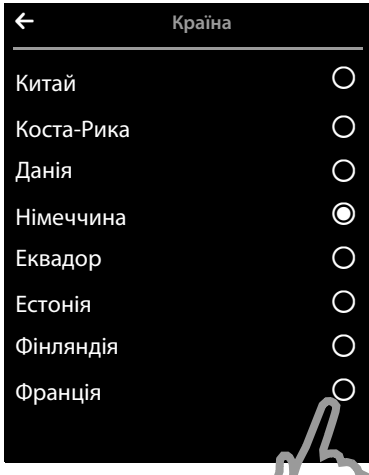 Країна
Китай
Коста-Рика
Данія
Німеччина
Еквадор
Естонія
Фінляндія
Франція